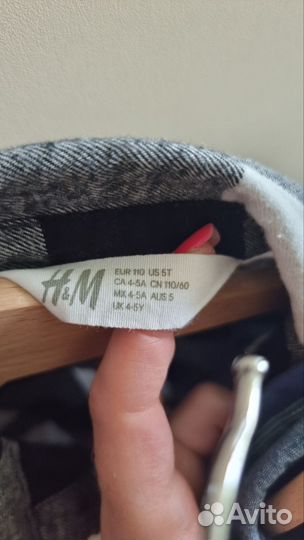 H&M
EUR 110 US 5T
CA 4-5A CN 110/60
MX 4-5A AUS 5
UK 4-5Y
Avito